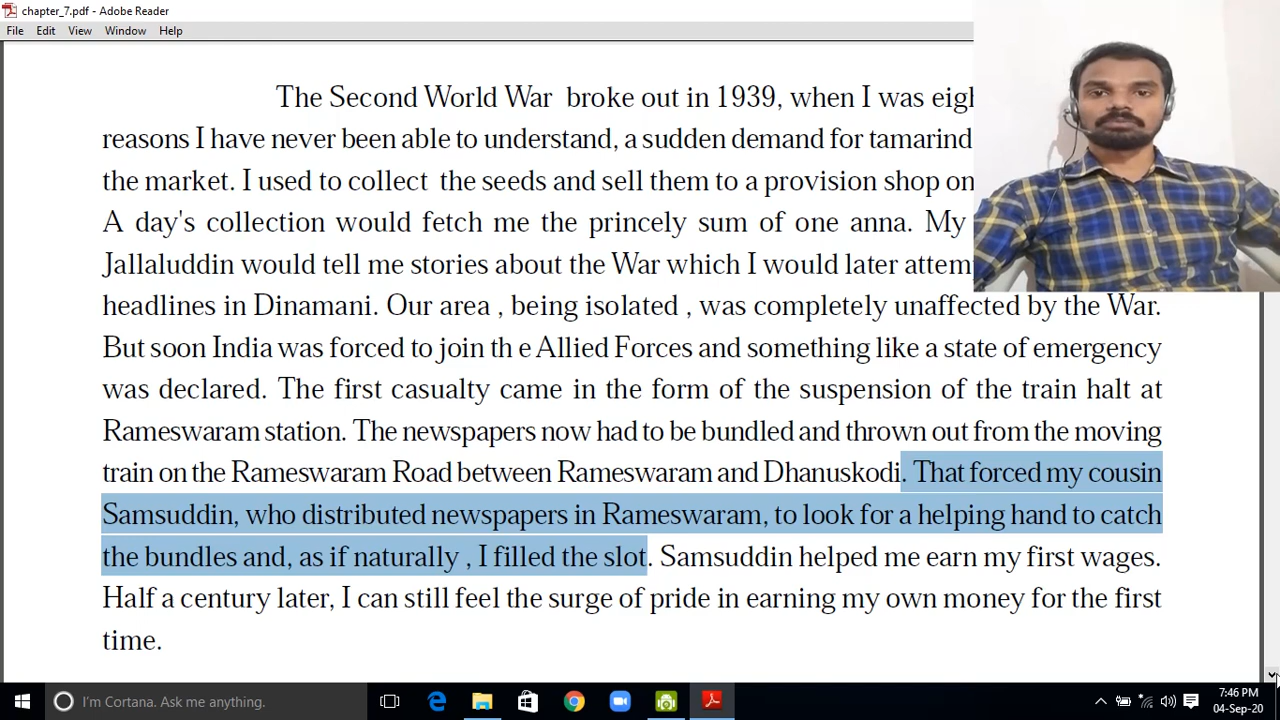 chapter_7.pdf - Adobe Reader
File Edit View Window Help
The Second World War broke out in 1939, when I was
reasons I have never been able to understand, a sudden demand for tamarind
the market. I used to collect the seeds and sell them to a provision shop on
A day's collection would fetch me the princely sum of one anna. My
Jallaluddin would tell me stories about the War which I would later
headlines in Dinamani. Our area , being isolated , was completely unaffected by the War.
But soon India was forced to join th e Allied Forces and something like a state of emergency
was declared. The first casualty came in the form of the suspension of the train halt at
Rameswaram station. The newspapers now had to be bundled and thrown out from the moving
train on the Rameswaram Road between Rameswaram and Dhanuskodi. That forced my cousin
Samsuddin, who distributed newspapers in Rameswaram, to look for a helping hand to catch
the bundles and, as if naturally , I filled the slot. Samsuddin helped me earn my first wages.
Half a century later, I can still feel the surge of pride in earning my own money for the first
time.
I'm Cortana. Ask me anything.
7:46 PM
04-Sep-20